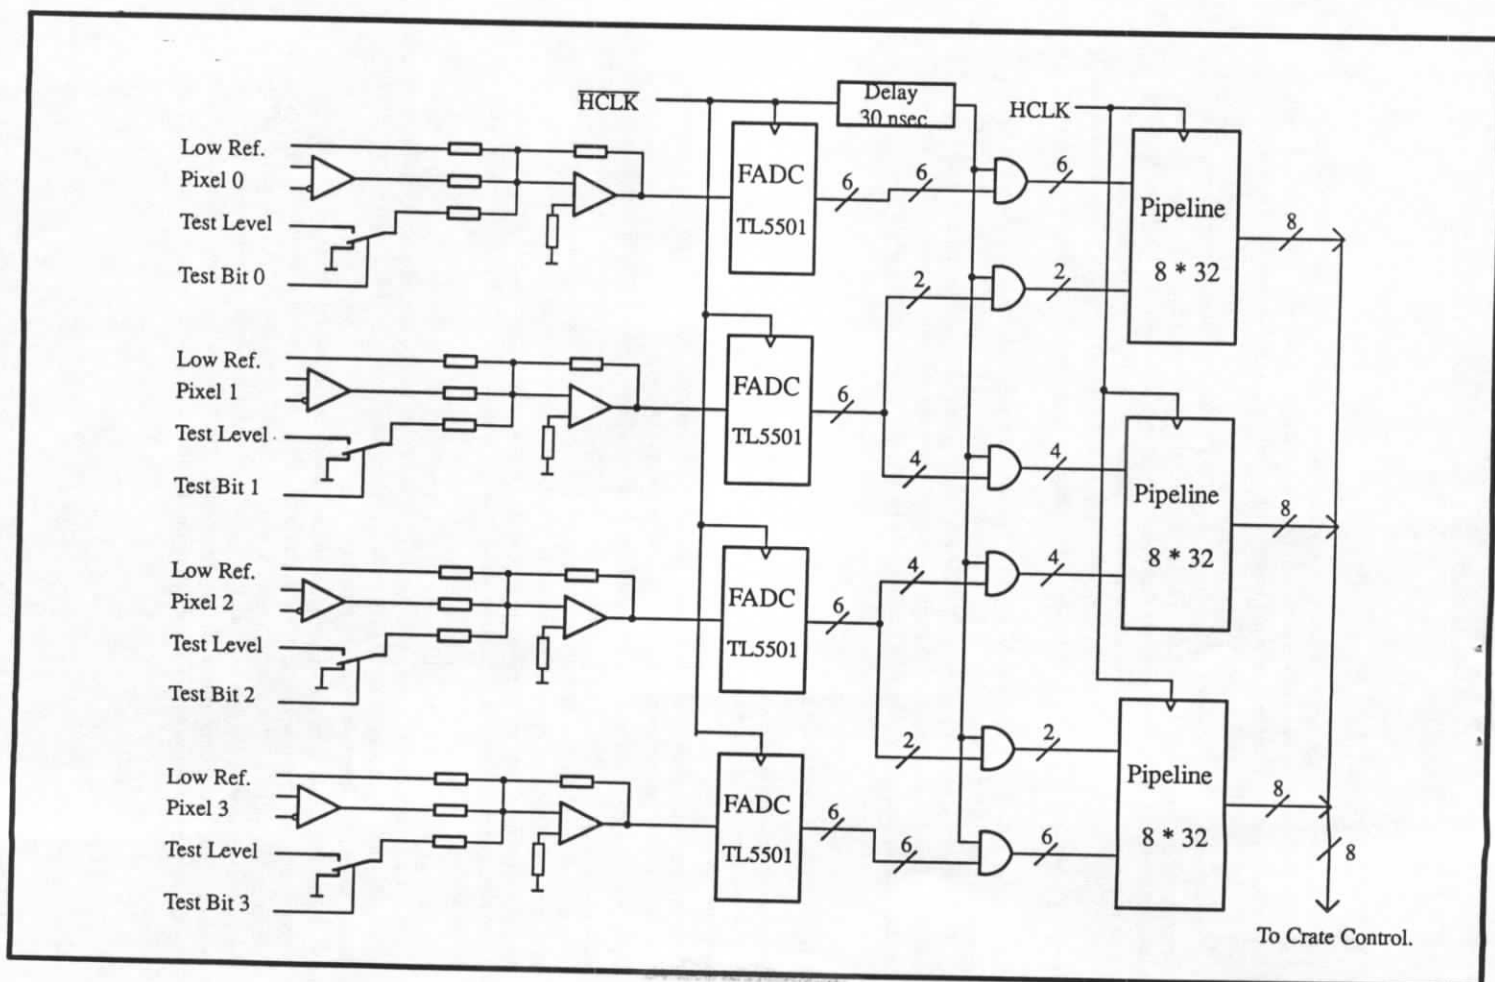 HCLK
Delay
30 nsec
HCLK
Low Ref.
Pixel 0
Test Level
Test Bit 0
FADC
TL5501
6
6
6
Pipeline
8 * 32
8
2
2
Low Ref.
Pixel 1
Test Level
Test Bit 1
FADC
TL5501
6
4
4
Pipeline
8 * 32
8
Low Ref.
Pixel 2
Test Level
Test Bit 2
FADC
TL5501
6
4
4
2
2
Low Ref.
Pixel 3
Test Level
Test Bit 3
FADC
TL5501
6
6
6
Pipeline
8 * 32
8
8
To Crate Control.